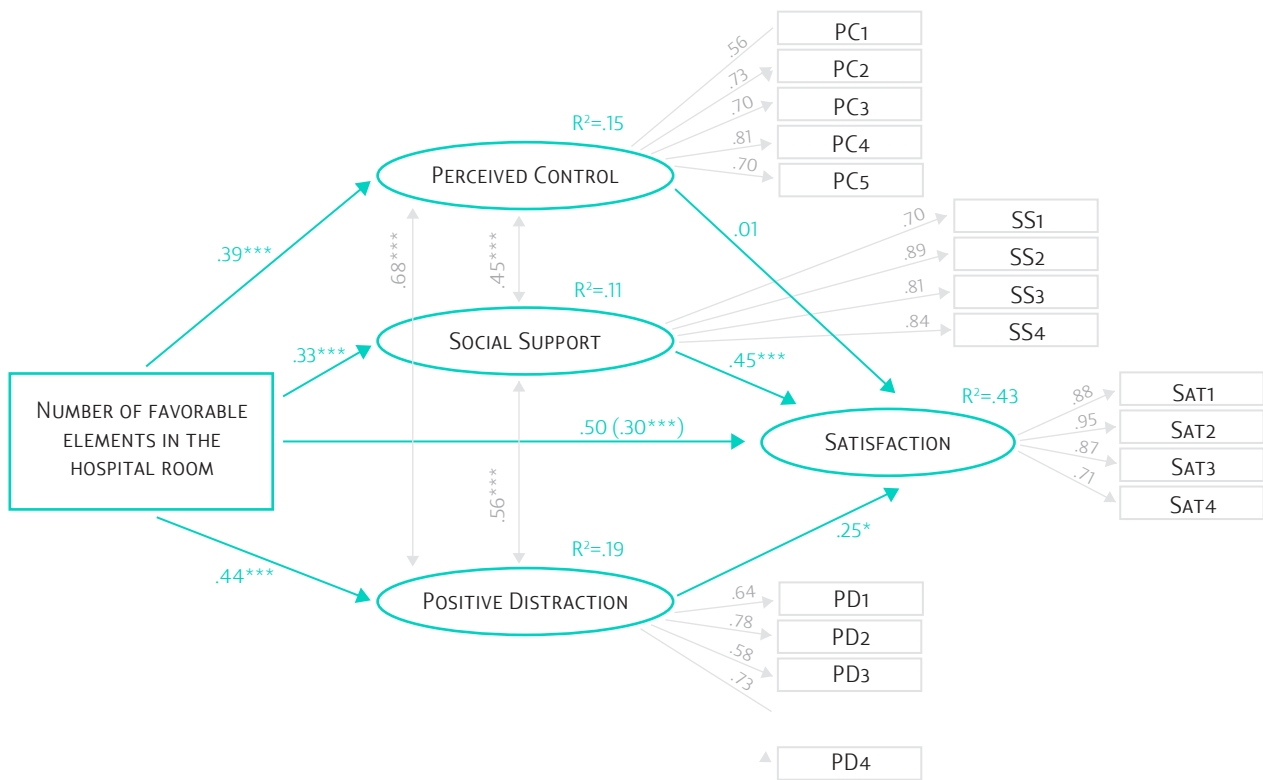 PC1
.56
PC2
.73
PC3
.70
R²=.15
PC4
.81
PERCEIVED CONTROL
.70
PC5
.70
SS1
.01
.39***
.68***
.45***
.89
SS2
R²=.11
.81
SS3
.84
SS4
SOCIAL SUPPORT
.33***
.45***
R²=.43
.88
SAT1
NUMBER OF FAVORABLE
ELEMENTS IN THE
HOSPITAL ROOM
.50 (.30***)
SATISFACTION
.95
SAT2
.87
SAT3
.71
SAT4
.56***
.25*
R²=.19
.44***
POSITIVE DISTRACTION
.64
PD1
.78
PD2
.58
PD3
.73
PD4